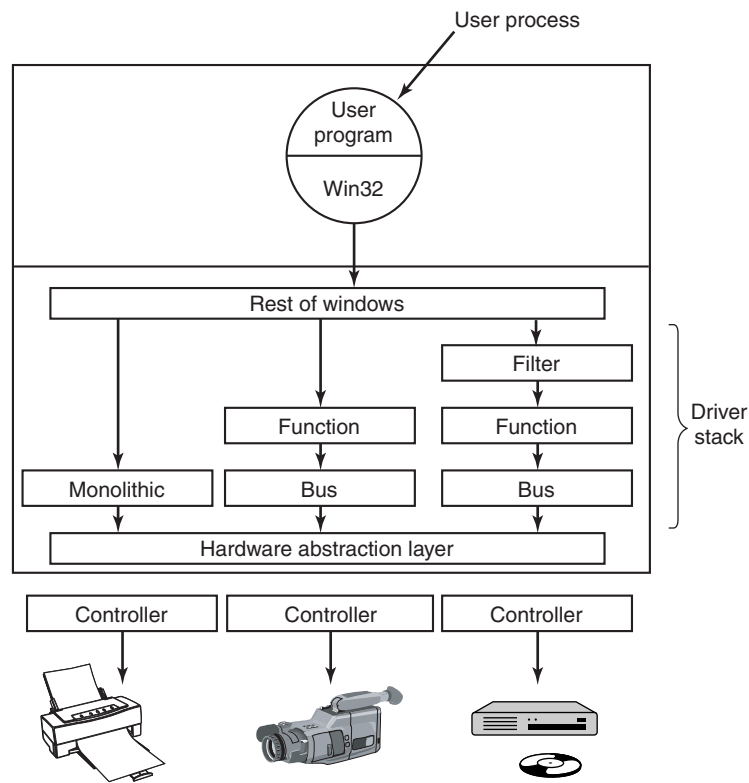 User process
User
program
Win32
Rest of windows
Filter
Function
Function
Driver
stack
Monolithic
Bus
Bus
Hardware abstraction layer
Controller
Controller
Controller